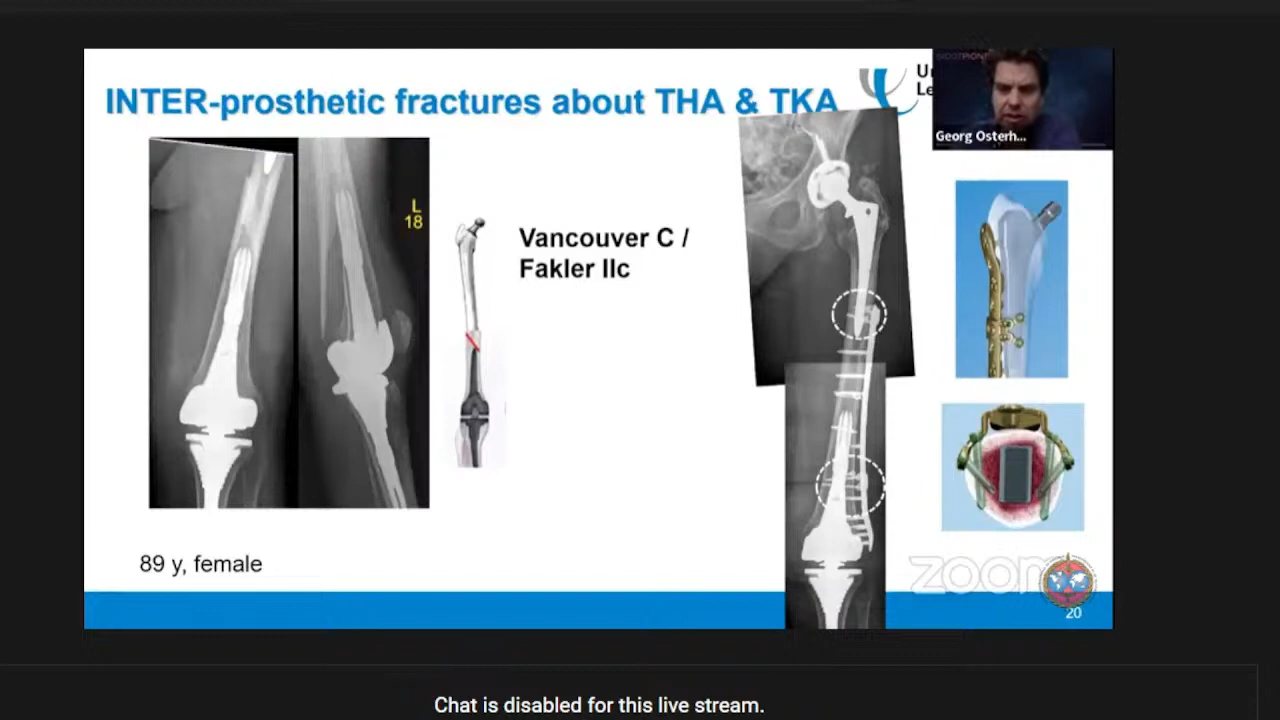 INTER-prosthetic fractures about THA & TKA
Georg Osterh...
L
18
Vancouver C /
Fakler IIc
89 y, female
zoom
20
Chat is disabled for this live stream.